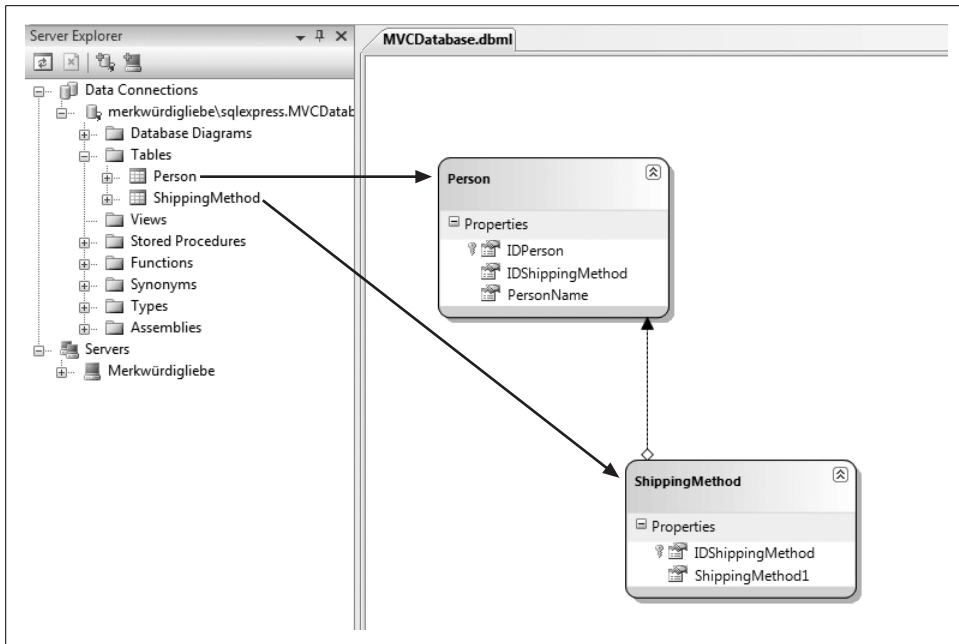 Server Explorer
Data Connections
merkwürdigliebe\sqlexpress.MVCDatab
Database Diagrams
Tables
Person
ShippingMethod
Views
Stored Procedures
Functions
Synonyms
Types
Assemblies
Servers
Merkwürdigliebe
MVCDatabase.dbml
Person
Properties
IDPerson
IDShippingMethod
PersonName
ShippingMethod
Properties
IDShippingMethod
ShippingMethod1